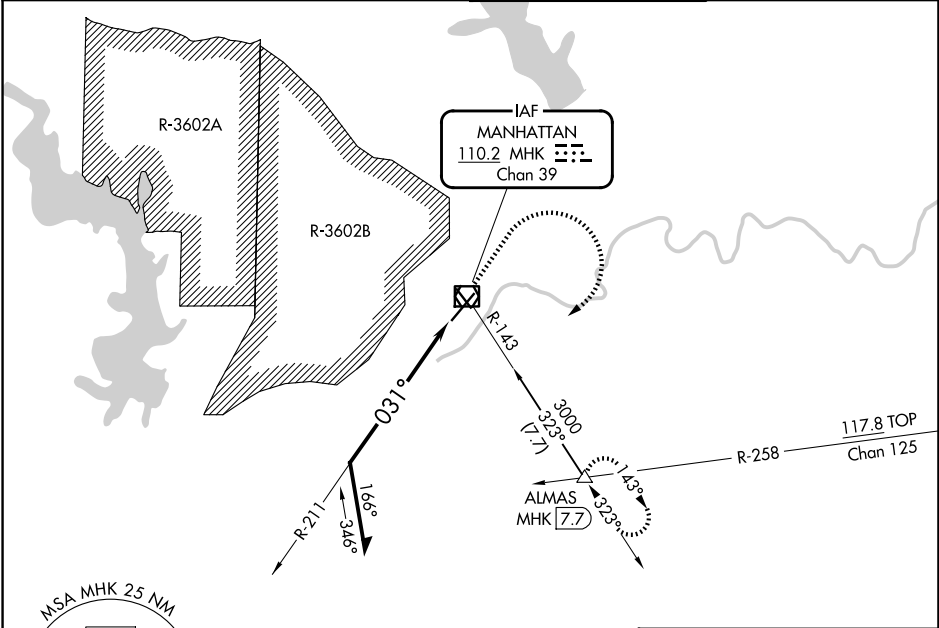 R-3602A
R-3602B
IAF
MANHATTAN
110.2 MHK
Chan 39
R-143
3000
323°
(7.7)
031°
R-211
166°
346°
ALMAS
MHK 7.7
143°
323°
R-258
117.8 TOP
Chan 125
MSA MHK 25 NM